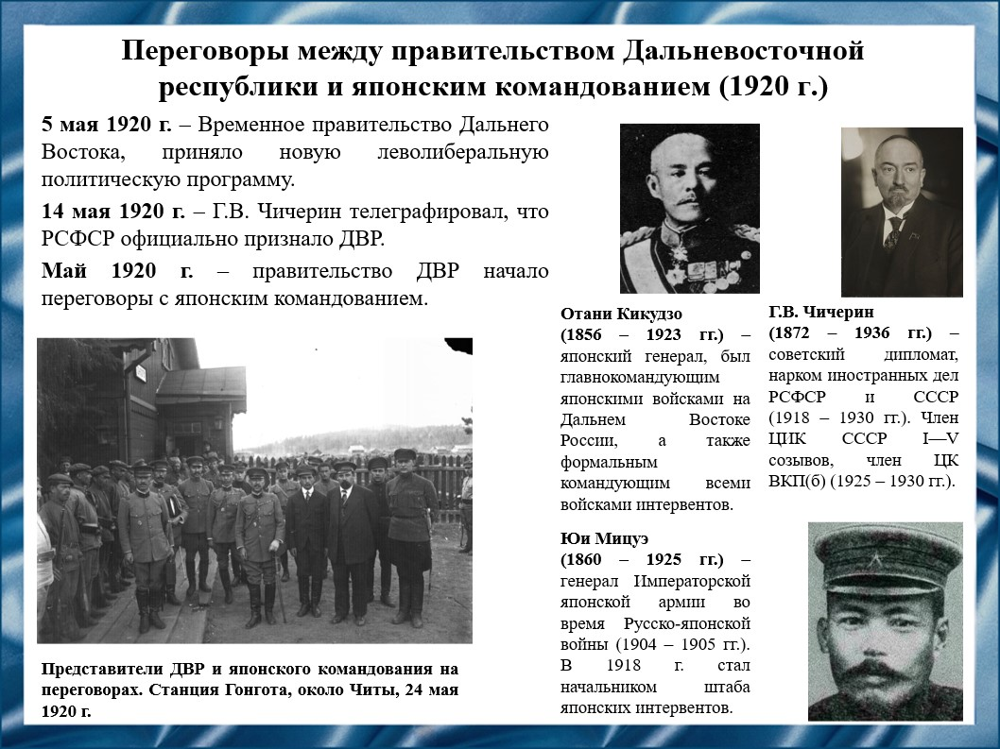 Переговоры между правительством Дальневосточной
республики и японским командованием (1920 г.)
5 мая 1920 г. – Временное правительство Дальнего
Востока, приняло новую леволиберальную
политическую программу.
14 мая 1920 г. – Г.В. Чичерин телеграфировал, что
РСФСР официально признало ДВР.
Май 1920 г. – правительство ДВР начало
переговоры с японским командованием.
Представители ДВР и японского командования на
переговорах. Станция Гонгота, около Читы, 24 мая
1920 г.
Отани Кикудзо
(1856 – 1923 гг.) –
японский генерал, был
главнокомандующим
японскими войсками на
Дальнем Востоке
России, а также
формальным
командующим всеми
войсками интервентов.
Г.В. Чичерин
(1872 – 1936 гг.) –
советский дипломат,
нарком иностранных дел
РСФСР и СССР
(1918 – 1930 гг.). Член
ЦИК СССР I—V
созывов, член ЦК
ВКП(б) (1925 – 1930 гг.).
Юи Мицуэ
(1860 – 1925 гг.) –
генерал Императорской
японской армии во
время Русско-японской
войны (1904 – 1905 гг.).
В 1918 г. стал
начальником штаба
японских интервентов.